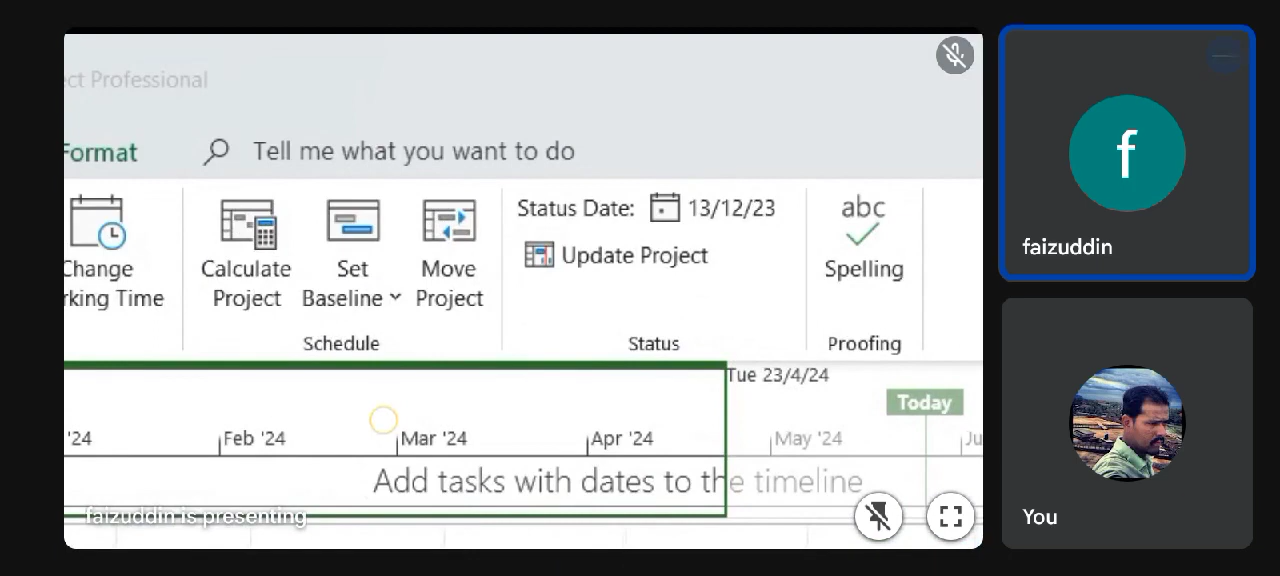 ect Professional
Format
Tell me what you want to do
Change
rking Time
Calculate
Project
Set
Baseline
Move
Project
Schedule
Status Date: 13/12/23
Update Project
Status
abc
Spelling
Proofing
Tue 23/4/24
Today
'24
Feb '24
Mar '24
Apr '24
May '24
Ju
Add tasks with dates to the timeline
faizuddin is presenting
f
faizuddin
You